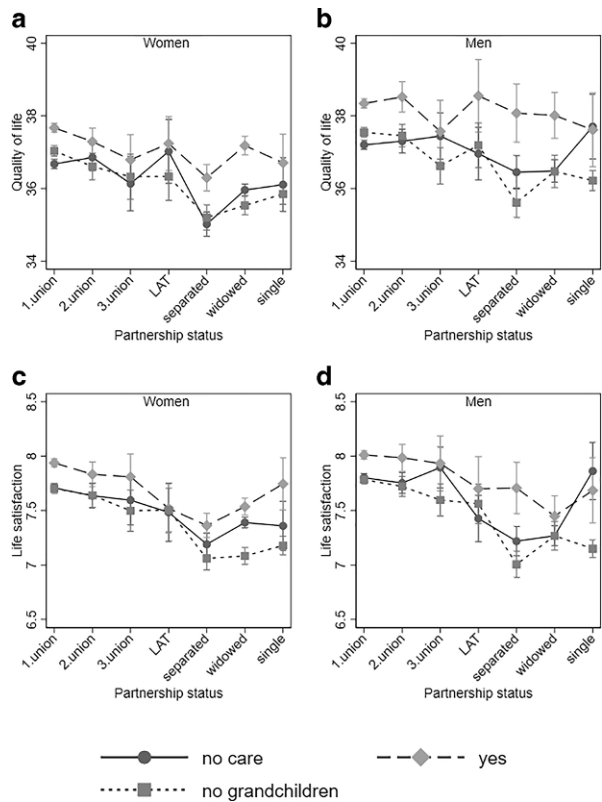 a
Women
Quality of life
40
38
36
34
1.union
2.union
3.union
LAT
separated
widowed
single
Partnership status
b
Men
Quality of life
40
38
36
34
1.union
2.union
3.union
LAT
separated
widowed
single
Partnership status
c
Women
Life satisfaction
8.5
8
7.5
7
6.5
1.union
2.union
3.union
LAT
separated
widowed
single
Partnership status
d
Men
Life satisfaction
8.5
8
7.5
7
6.5
1.union
2.union
3.union
LAT
separated
widowed
single
Partnership status
no care
yes
no grandchildren